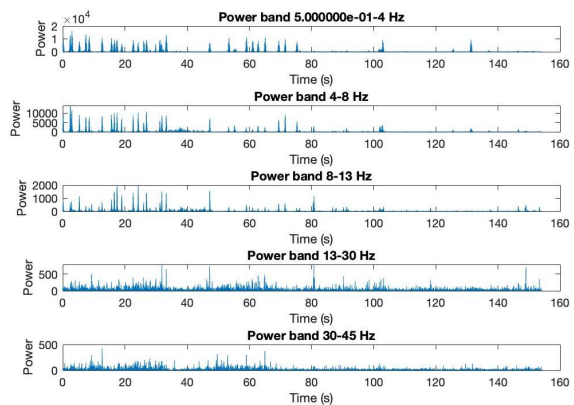 Power band 5.000000e-01-4 Hz
×10⁴
2
1
0
Power
0 20 40 60 80 100 120 140 160
Time (s)
Power band 4-8 Hz
10000
5000
0
Power
0 20 40 60 80 100 120 140 160
Time (s)
Power band 8-13 Hz
2000
1000
0
Power
0 20 40 60 80 100 120 140 160
Time (s)
Power band 13-30 Hz
500
0
Power
0 20 40 60 80 100 120 140 160
Time (s)
Power band 30-45 Hz
500
0
Power
0 20 40 60 80 100 120 140 160
Time (s)